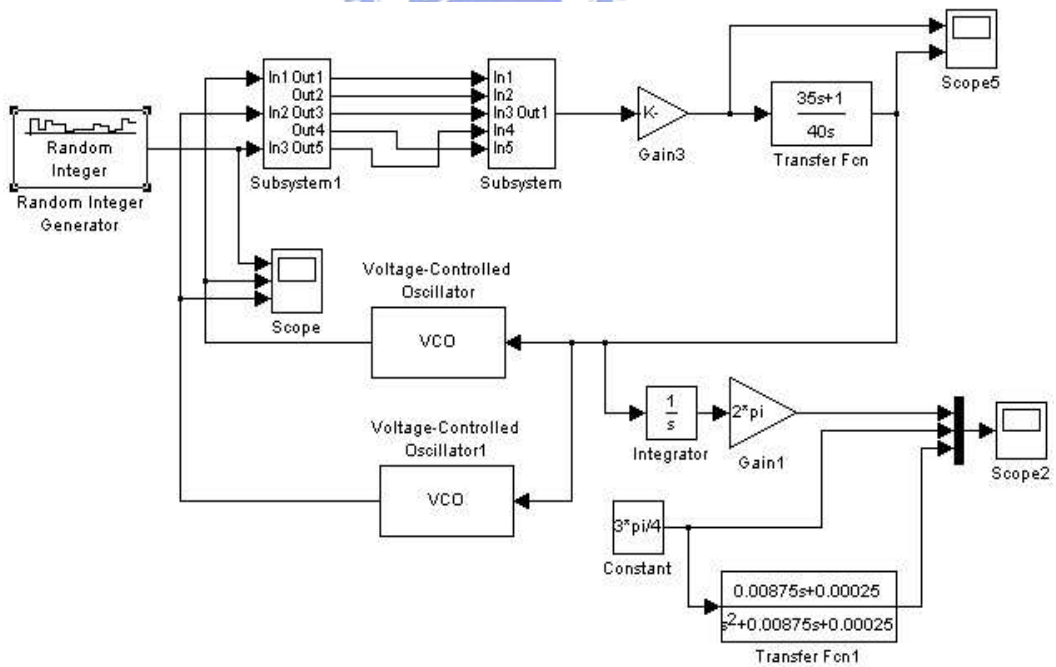 Random
Integer
Random Integer
Generator
In1 Out1
Out2
In2 Out3
Out4
In3 Out5
Subsystem1
In1
In2
In3 Out1
In4
In5
Subsystem
K-
Gain3
35s+1
40s
Transfer Fcn
Scope5
Scope
Voltage-Controlled
Oscillator
VCO
Voltage-Controlled
Oscillator1
VCO
1
s
Integrator
2*pi
Gain1
Scope2
3*pi/4
Constant
0.00875s+0.00025
s²+0.00875s+0.00025
Transfer Fcn1